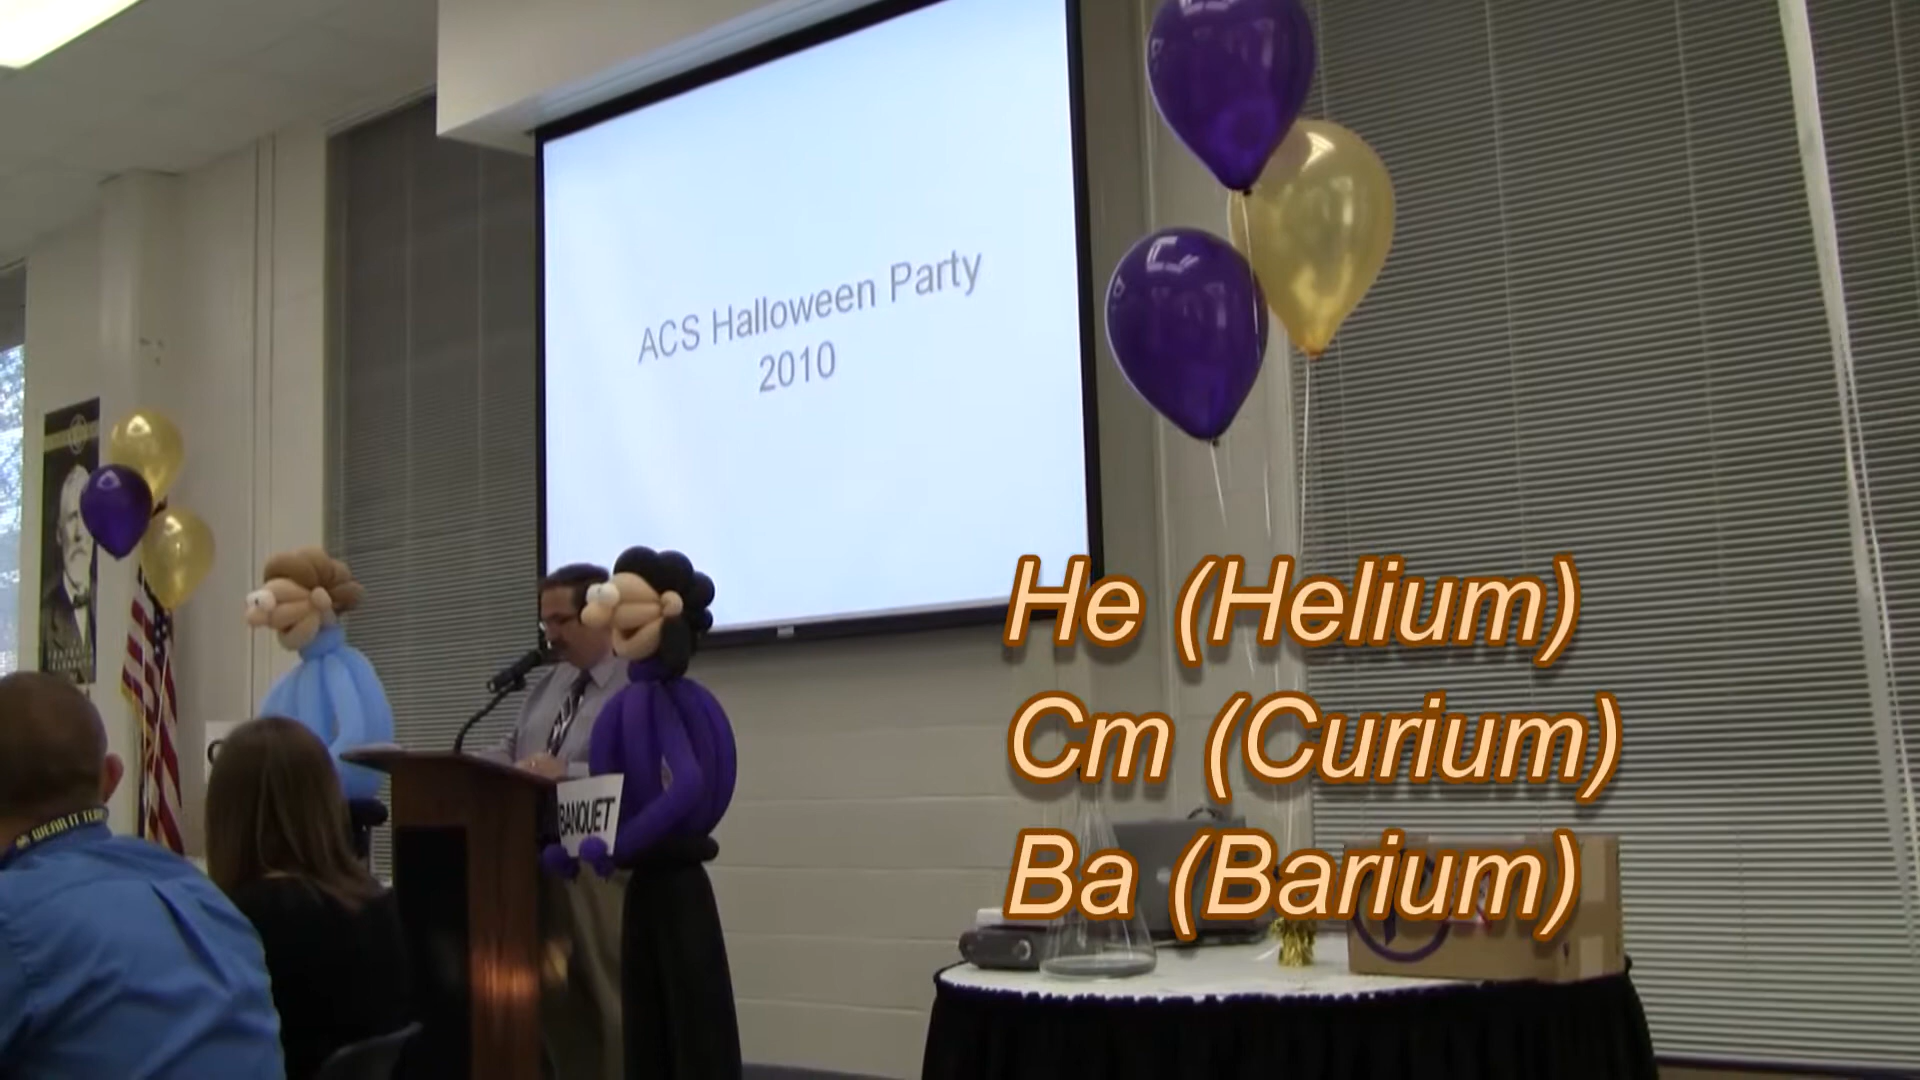 ACS Halloween Party
2010
He (Helium)
Cm (Curium)
Ba (Barium)
BANQUET